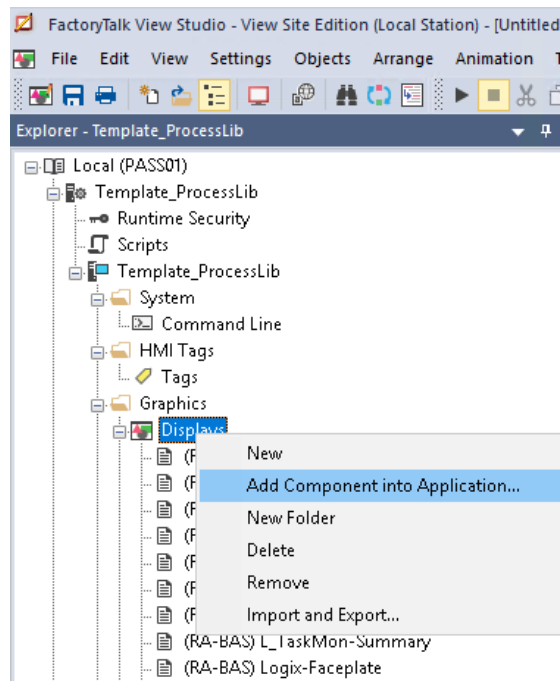 FactoryTalk View Studio - View Site Edition (Local Station) - [Untitled
File Edit View Settings Objects Arrange Animation
Explorer - Template_ProcessLib
Local (PASS01)
Template_ProcessLib
Runtime Security
Scripts
Template_ProcessLib
System
Command Line
HMI Tags
Tags
Graphics
Displays
(F New
(F Add Component into Application...
(F New Folder
(F Delete
(F Remove
(F Import and Export...
(RA-BAS) L_TaskMon-Summary
(RA-BAS) Logix-Faceplate